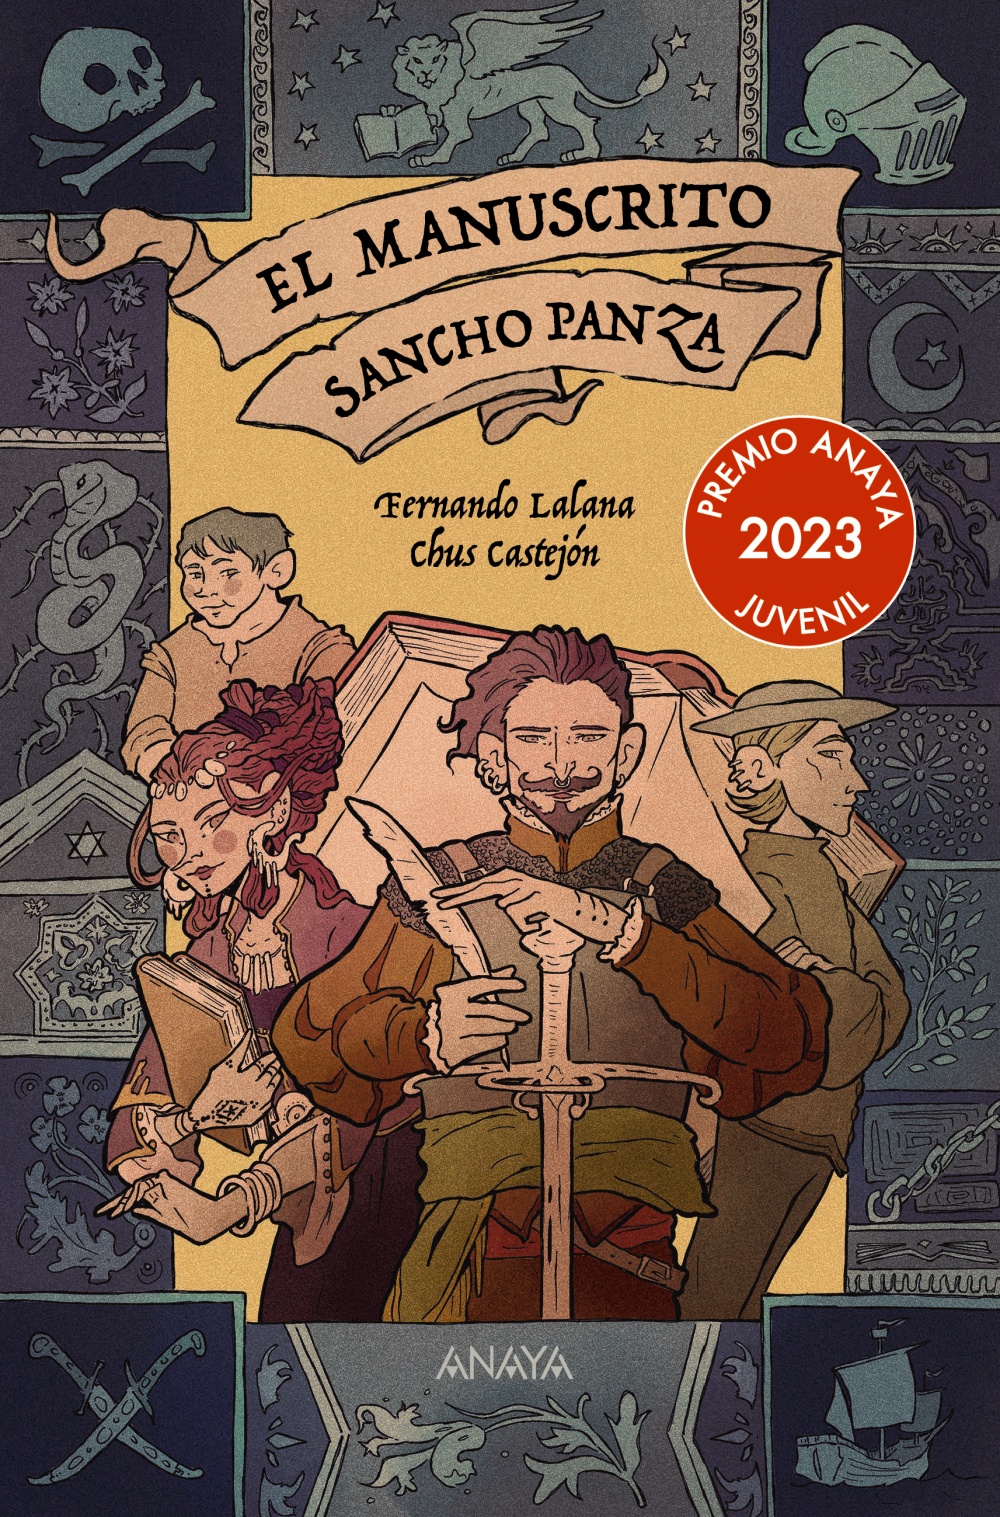 EL MANUSCRITO
SANCHO PANZA
Fernando Lalana
Chus Castejón
PREMIO ANAYA
2023
JUVENIL
ANAYA